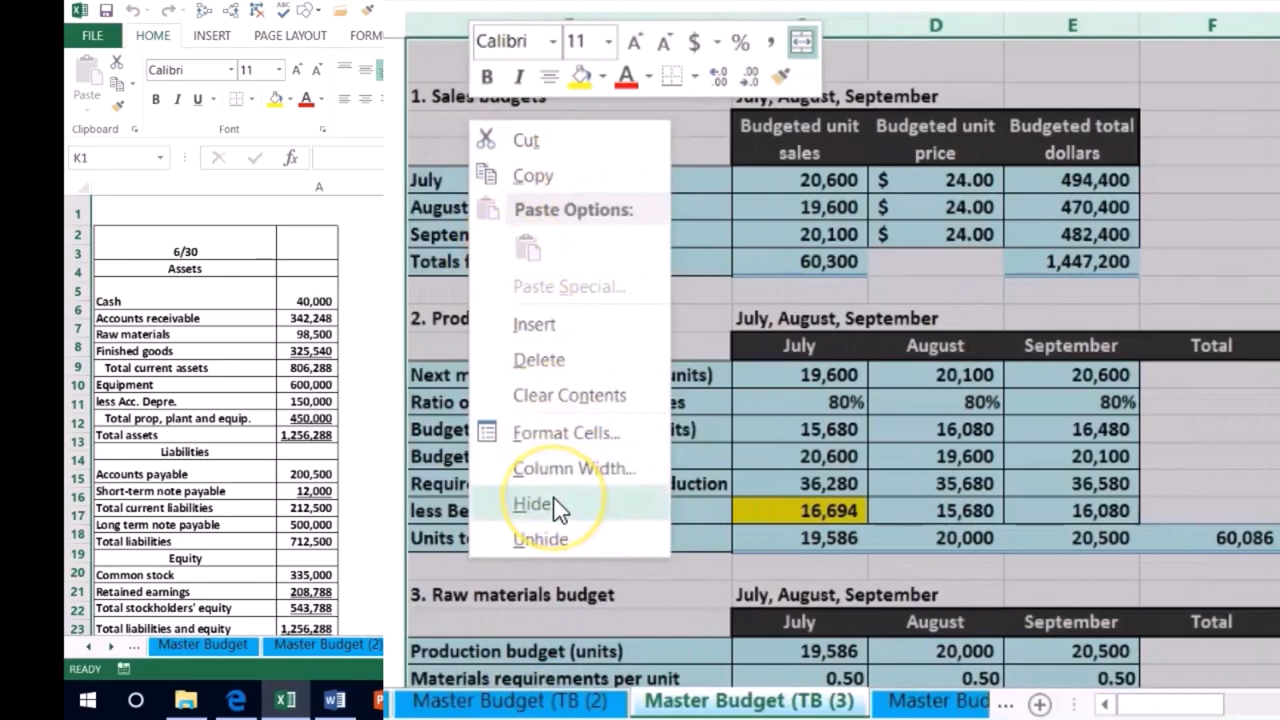 FILE HOME INSERT PAGE LAYOUT FORM
Calibri 11
Paste
B I U
Clipboard Font
K1
fx
A
1
2
3 6/30
4 Assets
5
6 Cash 40,000
Accounts receivable 342,248
7 Raw materials 98,500
8 Finished goods 325,540
9 Total current assets 806,288
10 Equipment 600,000
11 less Acc. Depre. 150,000
12 Total prop, plant and equip. 450,000
13 Total assets 1,256,288
14 Liabilities
15 Accounts payable 200,500
16 Short-term note payable 12,000
17 Total current liabilities 212,500
18 Long term note payable 500,000
Total liabilities 712,500
19 Equity
20 Common stock 335,000
21 Retained earnings 208,788
22 Total stockholders' equity 543,788
23 Total liabilities and equity 1,256,288
... Master Budget Master Budget (2)
READY
Calibri 11 A A $ % ,
B I A .00 .00
Cut
Copy
Paste Options:
Paste Special...
Insert
Delete
Clear Contents
Format Cells...
Column Width...
Hide
Unhide
D E F
1. Sales budgets July, August, September
Budgeted unit sales Budgeted unit price Budgeted total dollars
July 20,600 $ 24.00 494,400
August 19,600 $ 24.00 470,400
Septem 20,100 $ 24.00 482,400
Totals 60,300 1,447,200
2. Prod July, August, September
July August September Total
Next m units) 19,600 20,100 20,600
Ratio o es 80% 80% 80%
Budge its) 15,680 16,080 16,480
Budge 20,600 19,600 20,100
Requir duction 36,280 35,680 36,580
less Be 16,694 15,680 16,080
Units t 19,586 20,000 20,500 60,086
3. Raw materials budget July, August, September
July August September Total
Production budget (units) 19,586 20,000 20,500
Materials requirements per unit 0.50 0.50 0.50
Master Budget (TB (2) Master Budget (TB (3) Master Bud ...